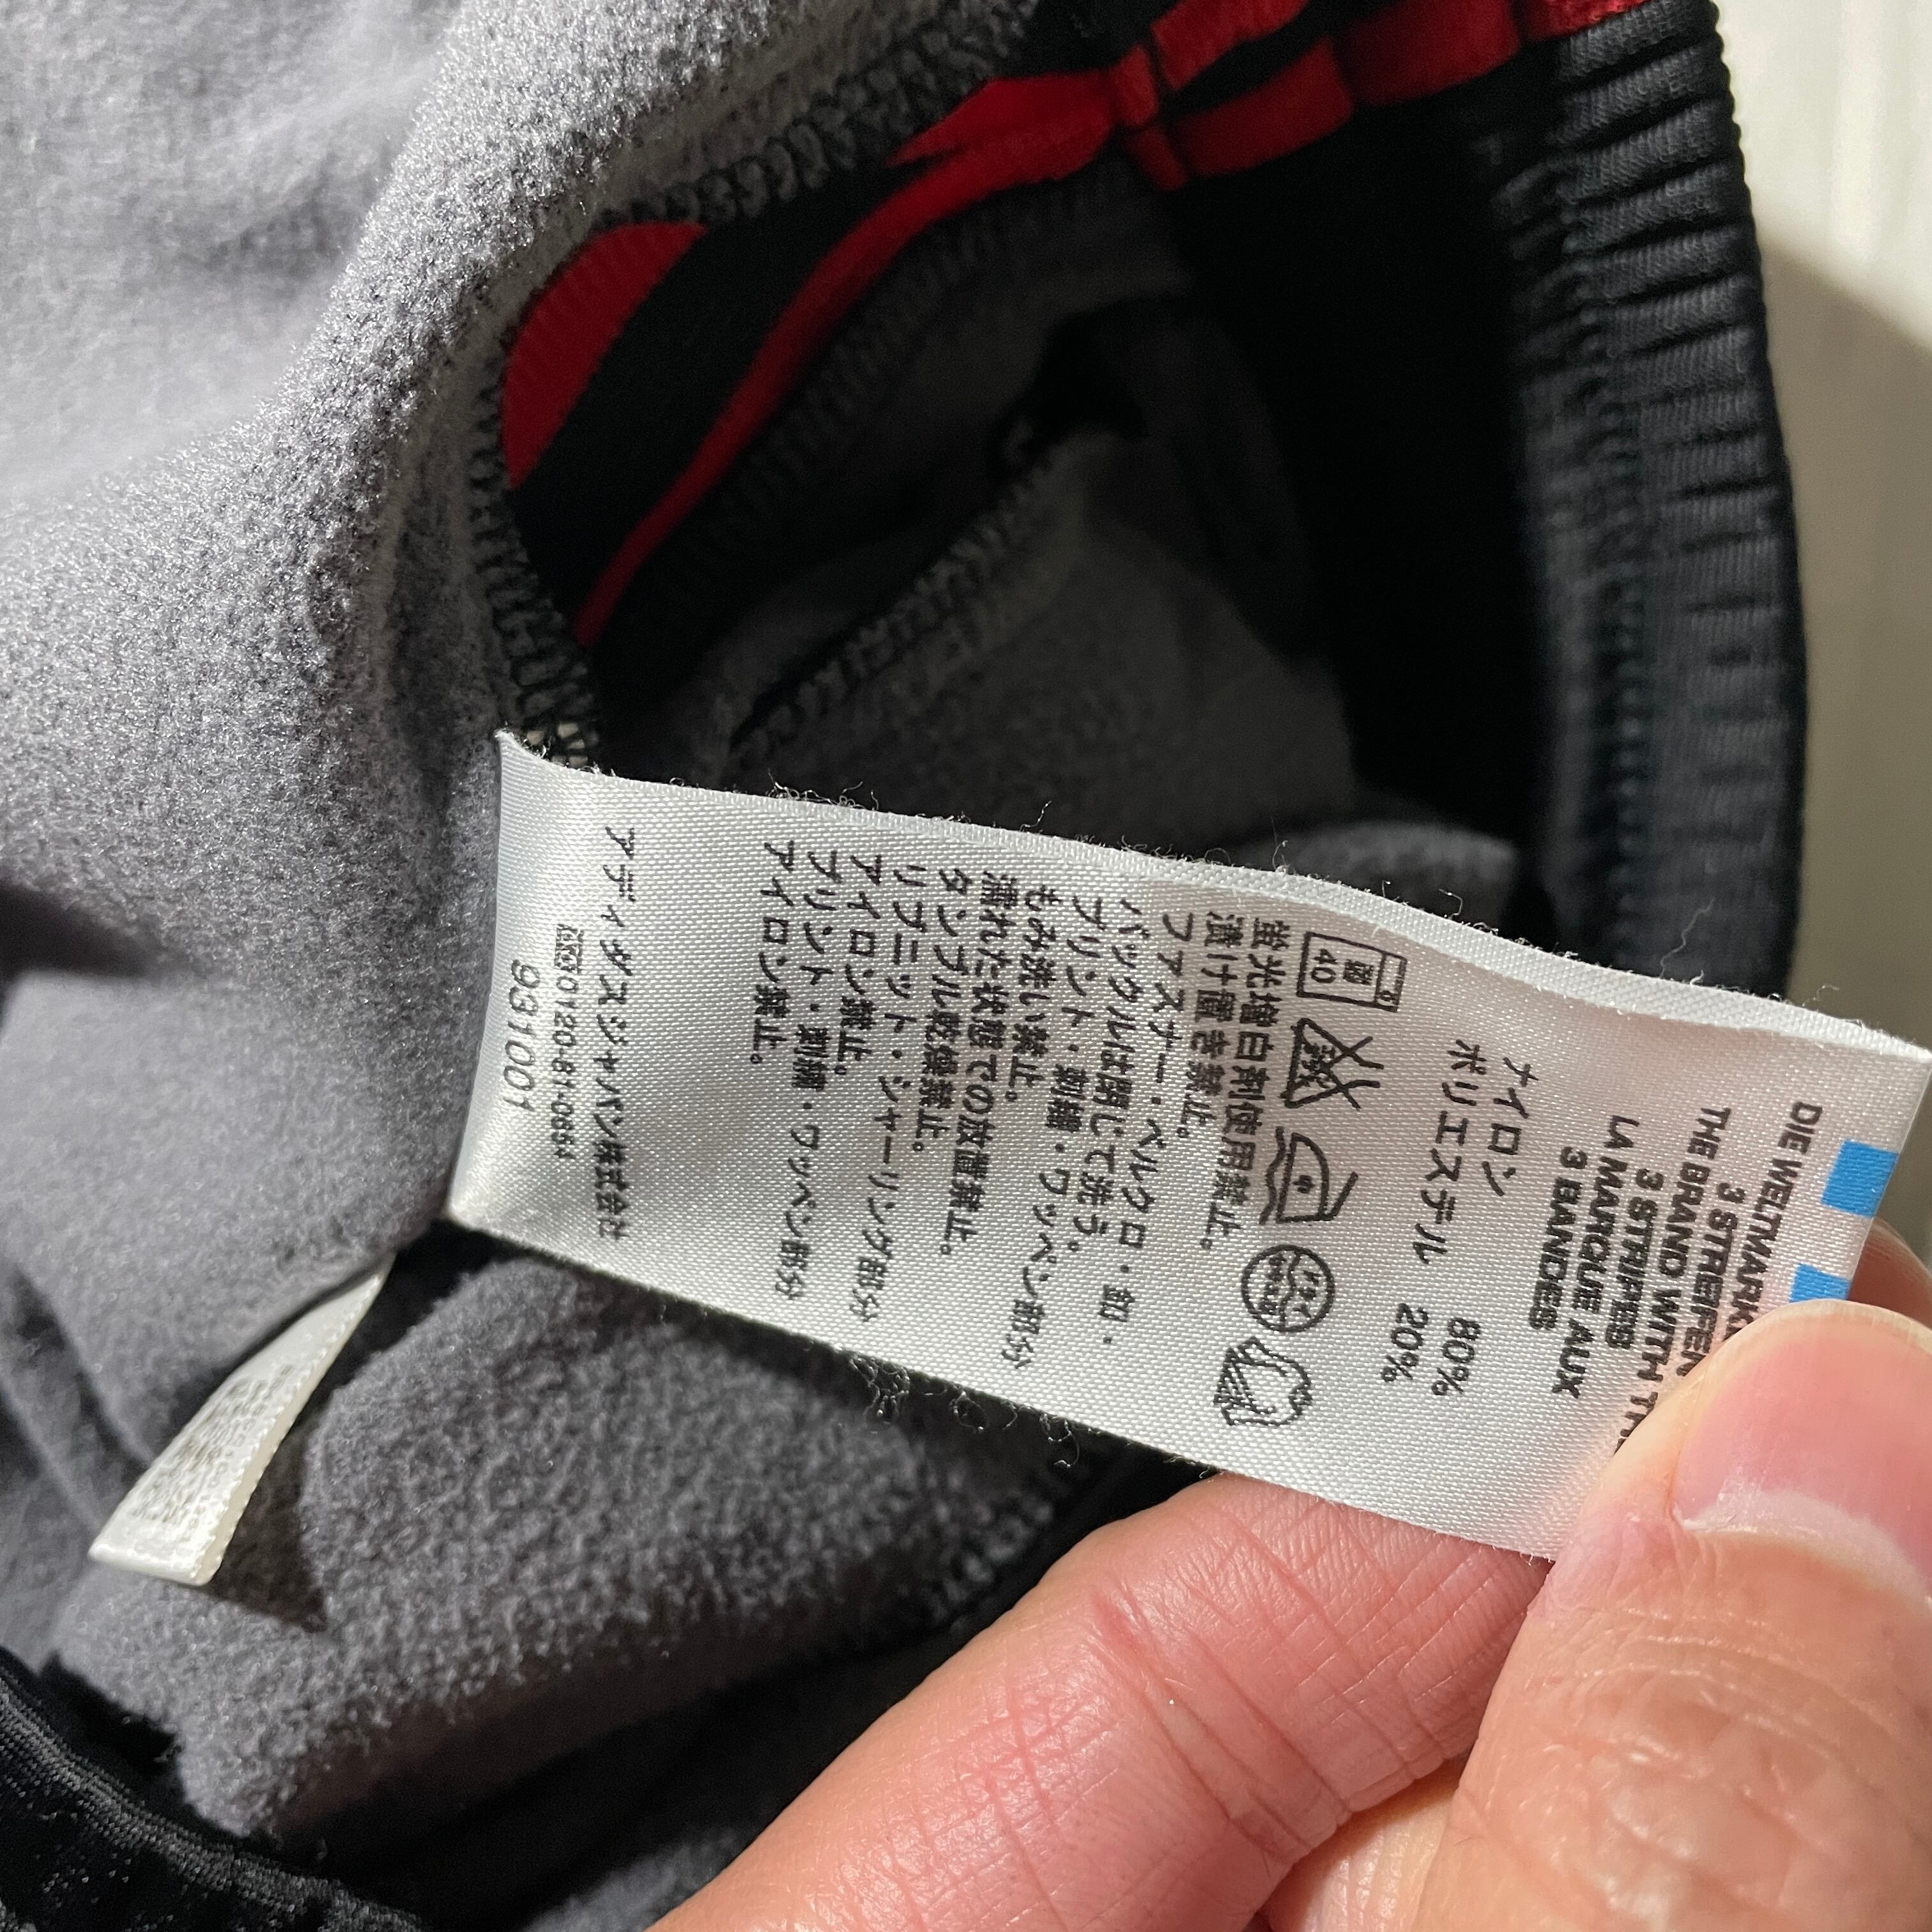 DIE WELTMARKE
3 STREIFEN
THE BRAND WITH THE
3 STRIPES
LA MARQUE AUX
3 BANDES
ナイロン 80%
ポリエステル 20%
40
蛍光増白剤使用禁止。
漬け置き禁止。
ファスナー・ベルクロ・釦・
バックルは閉じて洗う。
プリント・刺繍・ワッペン部分
もみ洗い禁止。
濡れた状態での放置禁止。
タンブル乾燥禁止。
リブニット・シャーリング部分
アイロン禁止。
プリント・刺繍・ワッペン部分
アイロン禁止。
アディダスジャパン株式会社
0120-81-0654
931001